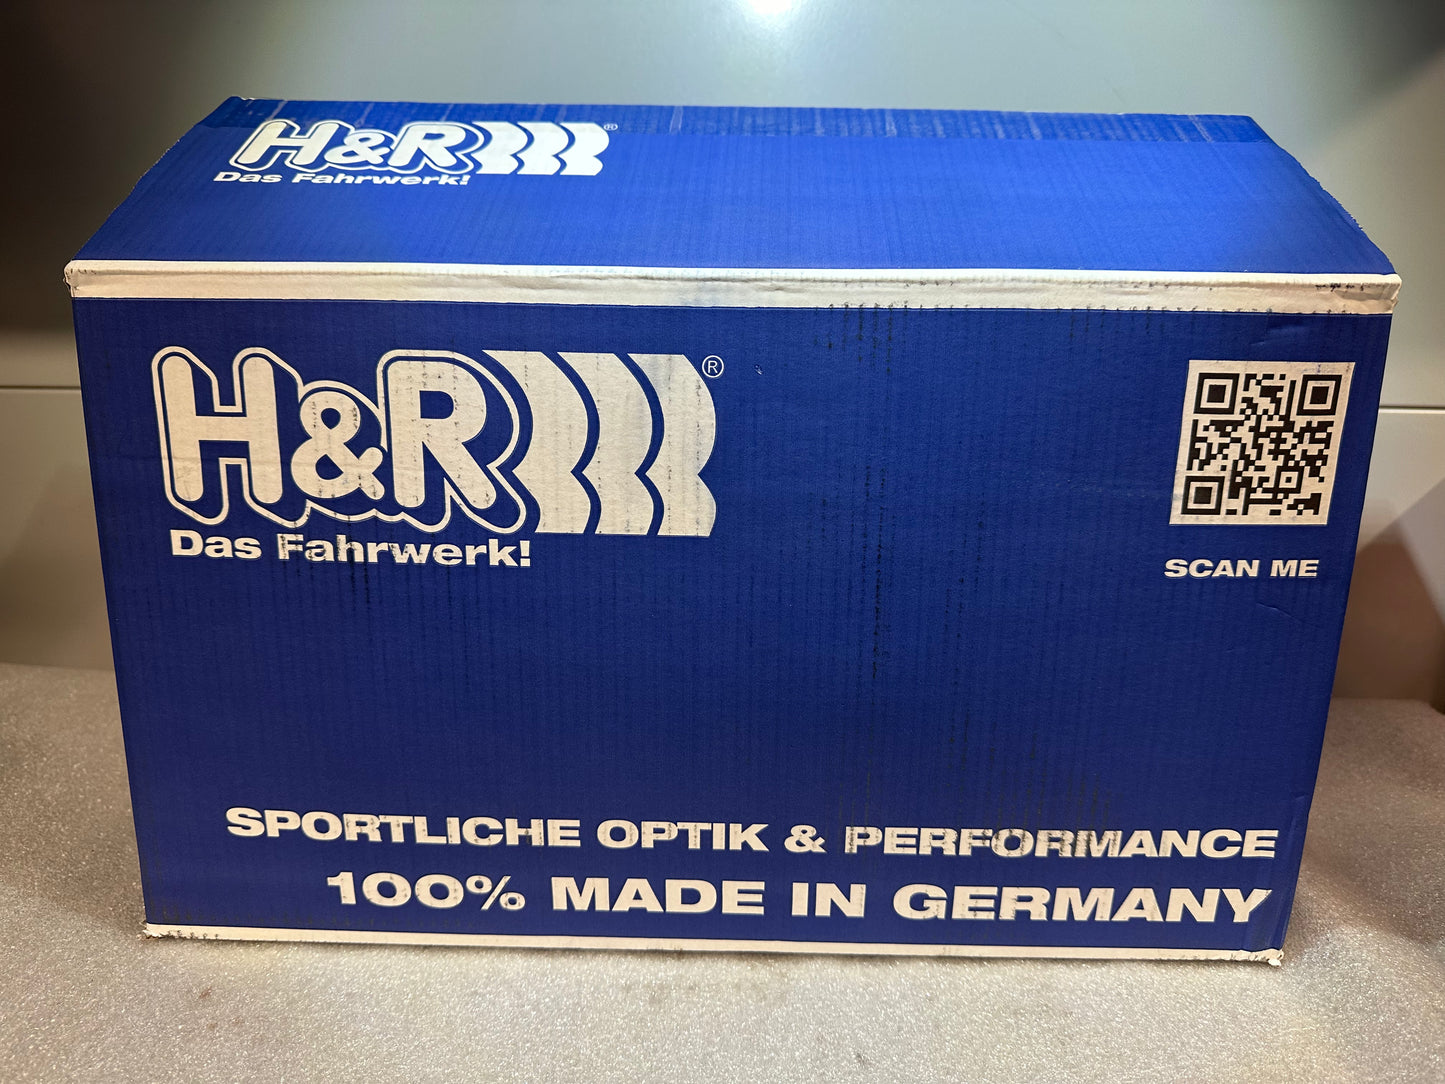 H&R®
Das Fahrwerk!
H&R®
Das Fahrwerk!
SCAN ME
SPORTLICHE OPTIK & PERFORMANCE
100% MADE IN GERMANY